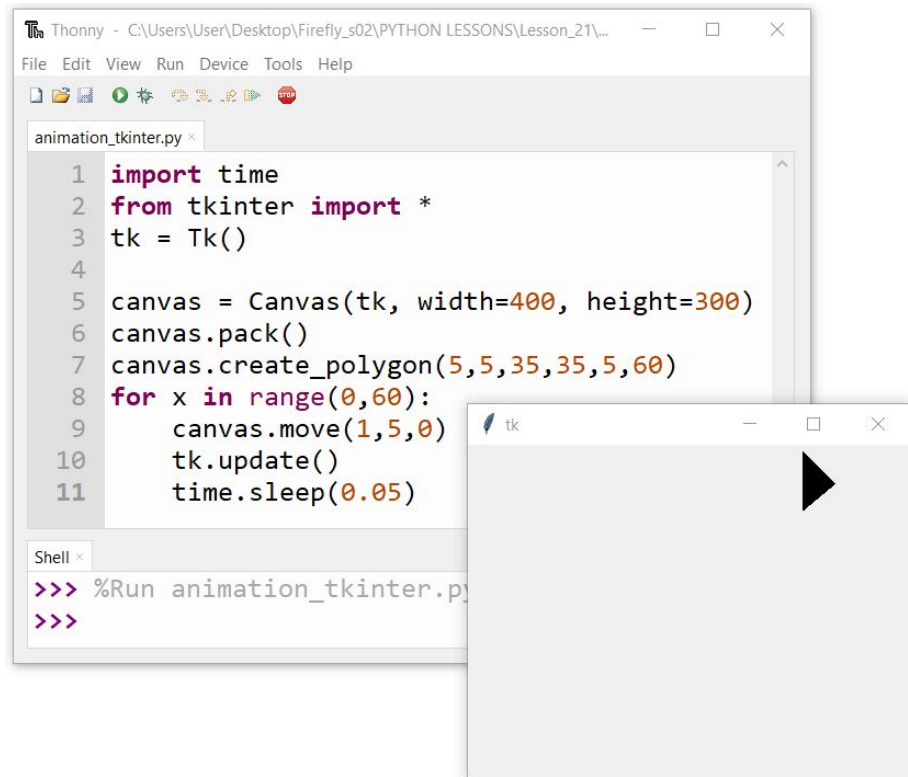 Thonny - C:\Users\User\Desktop\Firefly_s02\PYTHON LESSONS\Lesson_21\...
File Edit View Run Device Tools Help
STOP
animation_tkinter.py ×
1 import time
2 from tkinter import *
3 tk = Tk()
4
5 canvas = Canvas(tk, width=400, height=300)
6 canvas.pack()
7 canvas.create_polygon(5,5,35,35,5,60)
8 for x in range(0,60):
9     canvas.move(1,5,0)
10     tk.update()
11     time.sleep(0.05)
tk
Shell ×
>>> %Run animation_tkinter.py
>>>